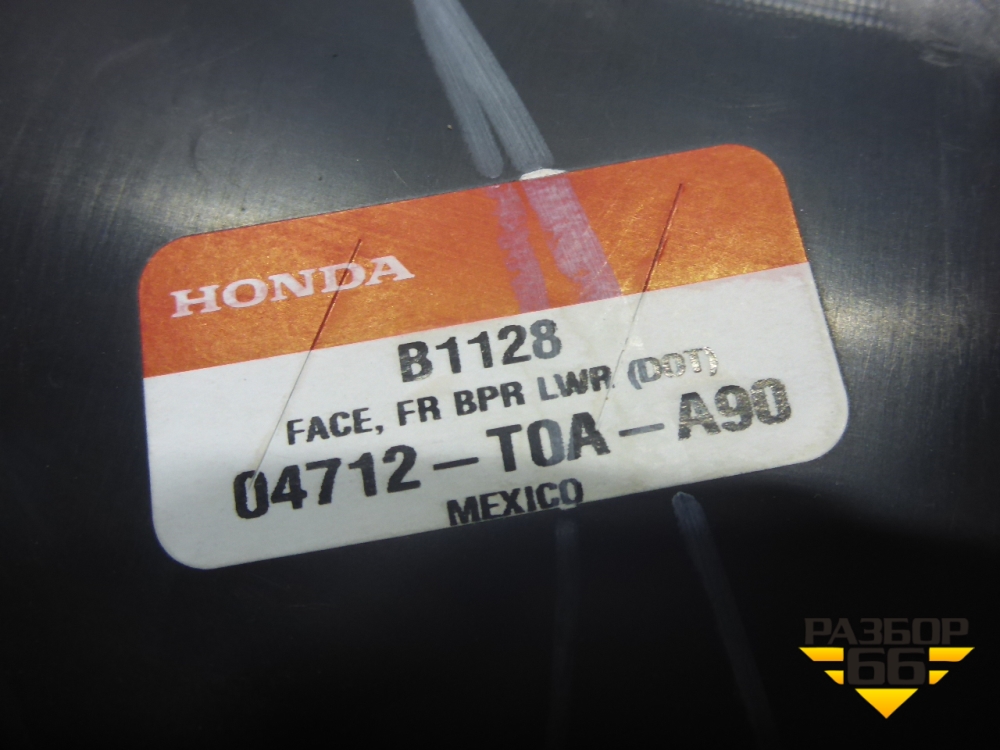 HONDA
B1128
FACE, FR BPR LWR (DOT)
04712-T0A-A90
MEXICO
РАЗБОР
66